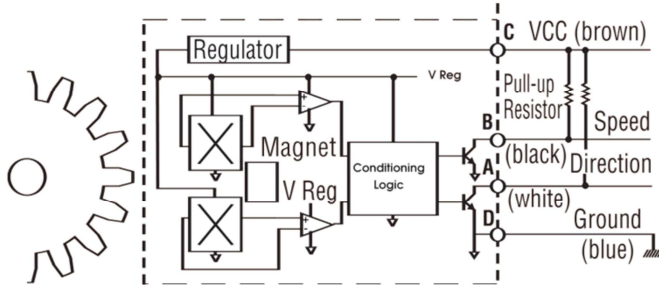 C VCC (brown)
Regulator
V Reg
Pull-up
Resistor
B Speed
+
-
Magnet
(black)
A Direction
Conditioning
Logic
V Reg
(white)
+
-
D Ground
(blue)